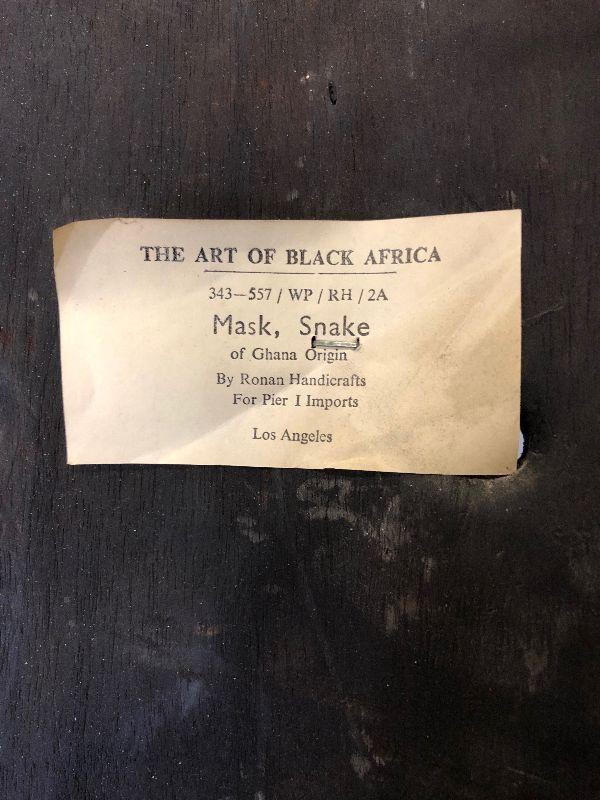 THE ART OF BLACK AFRICA
343—557 / WP / RH / 2A
Mask, Snake
of Ghana Origin
By Ronan Handicrafts
For Pier I Imports
Los Angeles